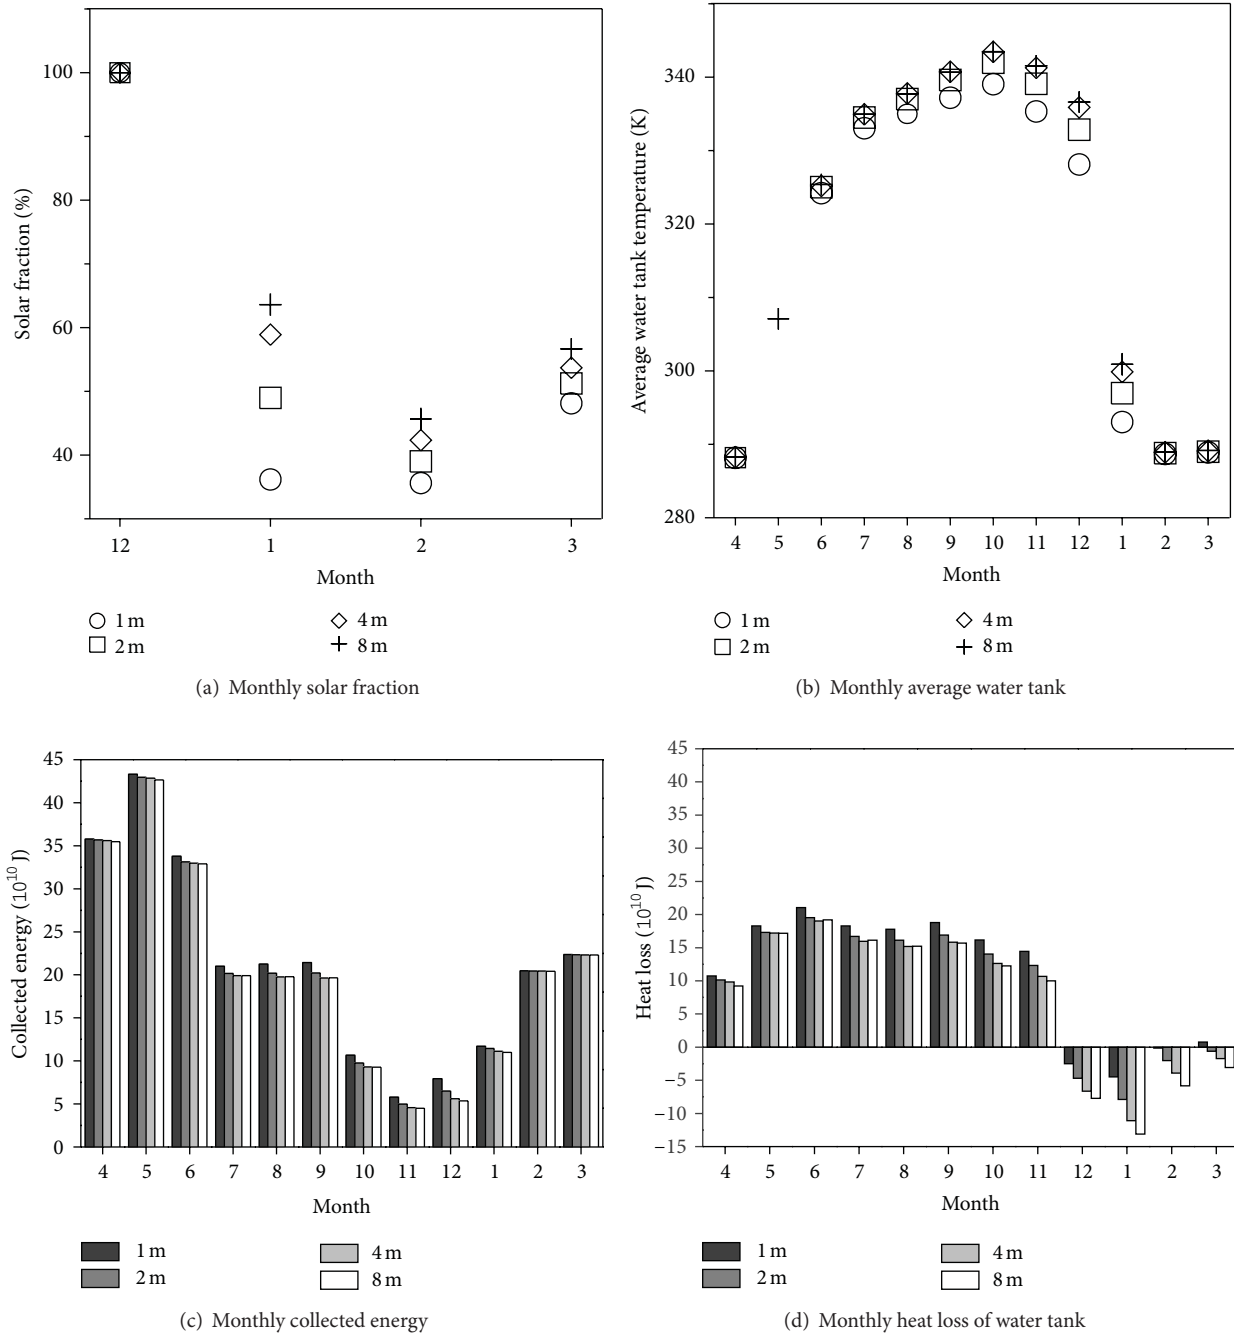 100
80
60
40
Solar fraction (%)
12 1 2 3
Month
1 m 4 m
2 m 8 m
(a) Monthly solar fraction
340
320
300
280
Average water tank temperature (K)
4 5 6 7 8 9 10 11 12 1 2 3
Month
1 m 4 m
2 m 8 m
(b) Monthly average water tank
45
40
35
30
25
20
15
10
5
0
Collected energy (10^10 J)
4 5 6 7 8 9 10 11 12 1 2 3
Month
1 m 4 m
2 m 8 m
(c) Monthly collected energy
45
40
35
30
25
20
15
10
5
0
−5
−10
−15
Heat loss (10^10 J)
4 5 6 7 8 9 10 11 12 1 2 3
Month
1 m 4 m
2 m 8 m
(d) Monthly heat loss of water tank